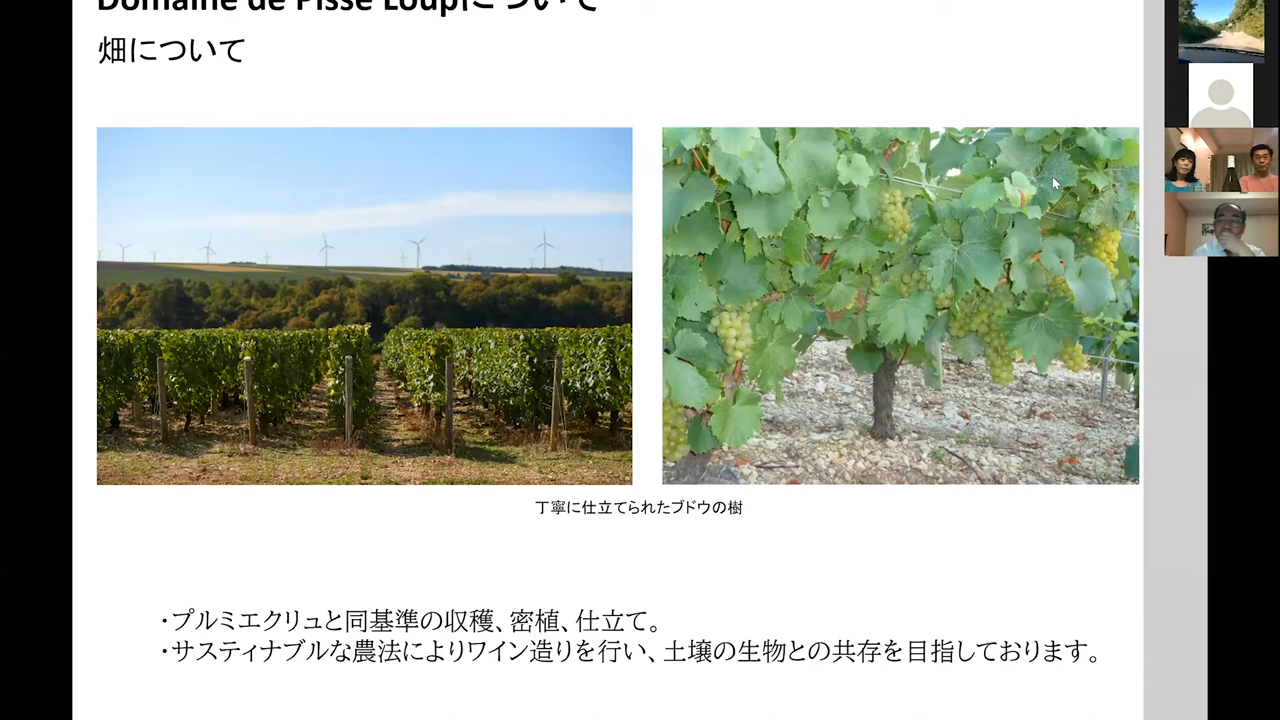 Domaine de Pisse Loupについて
畑について
丁寧に仕立てられたブドウの樹
・プルミエクリュと同基準の収穫、密植、仕立て。
・サスティナブルな農法によりワイン造りを行い、土壌の生物との共存を目指しております。